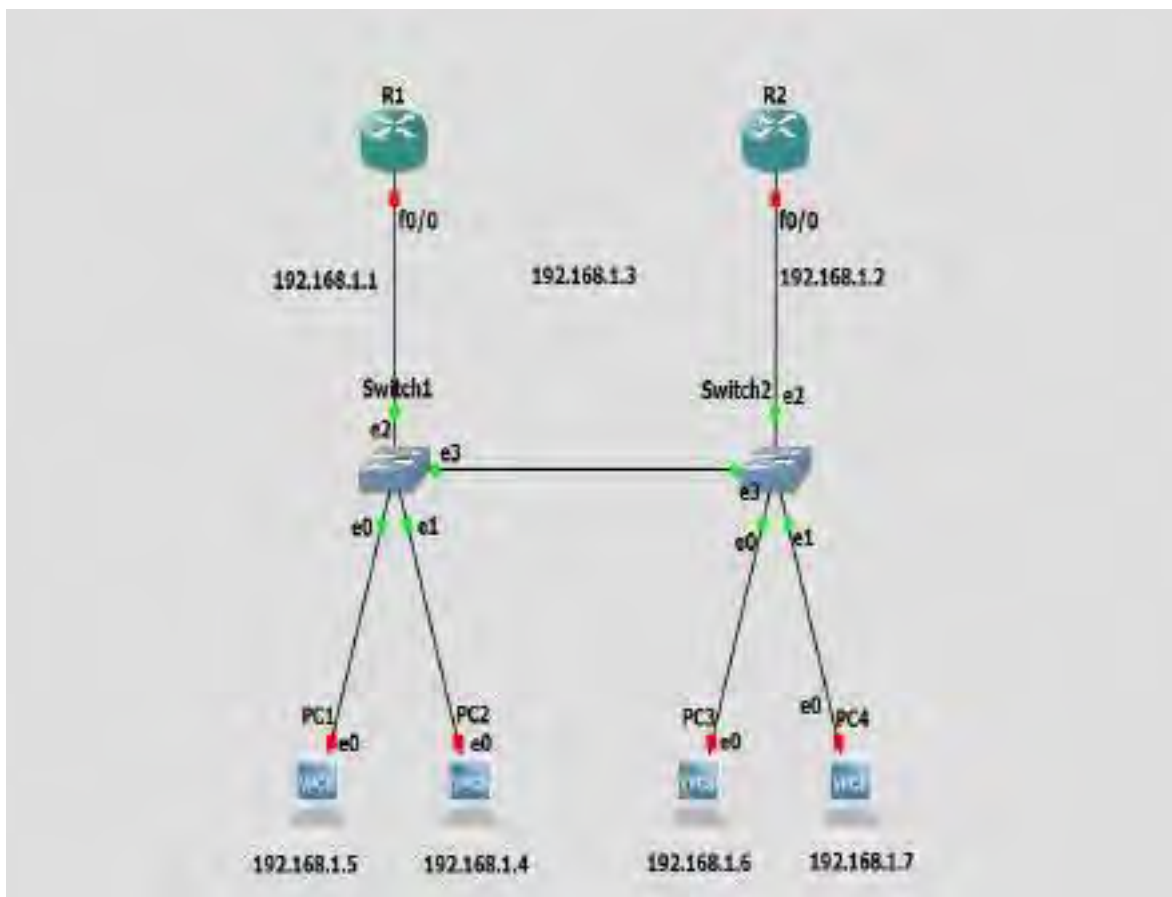 R1
R2
f0/0
f0/0
192.168.1.1
192.168.1.3
192.168.1.2
Switch1
Switch2
e2
e2
e3
e3
e0
e1
e0
e1
PC1
PC2
PC3
e0
PC4
e0
e0
e0
192.168.1.5
192.168.1.4
192.168.1.6
192.168.1.7